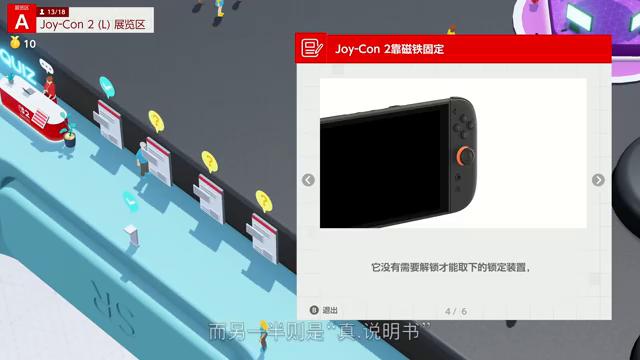 展览区
A
13/18
Joy-Con 2 (L) 展览区
10
QUIZ
Joy-Con 2靠磁铁固定
它没有需要解锁才能取下的锁定装置，
B 退出
4 / 6
而另一半则是“真.说明书”